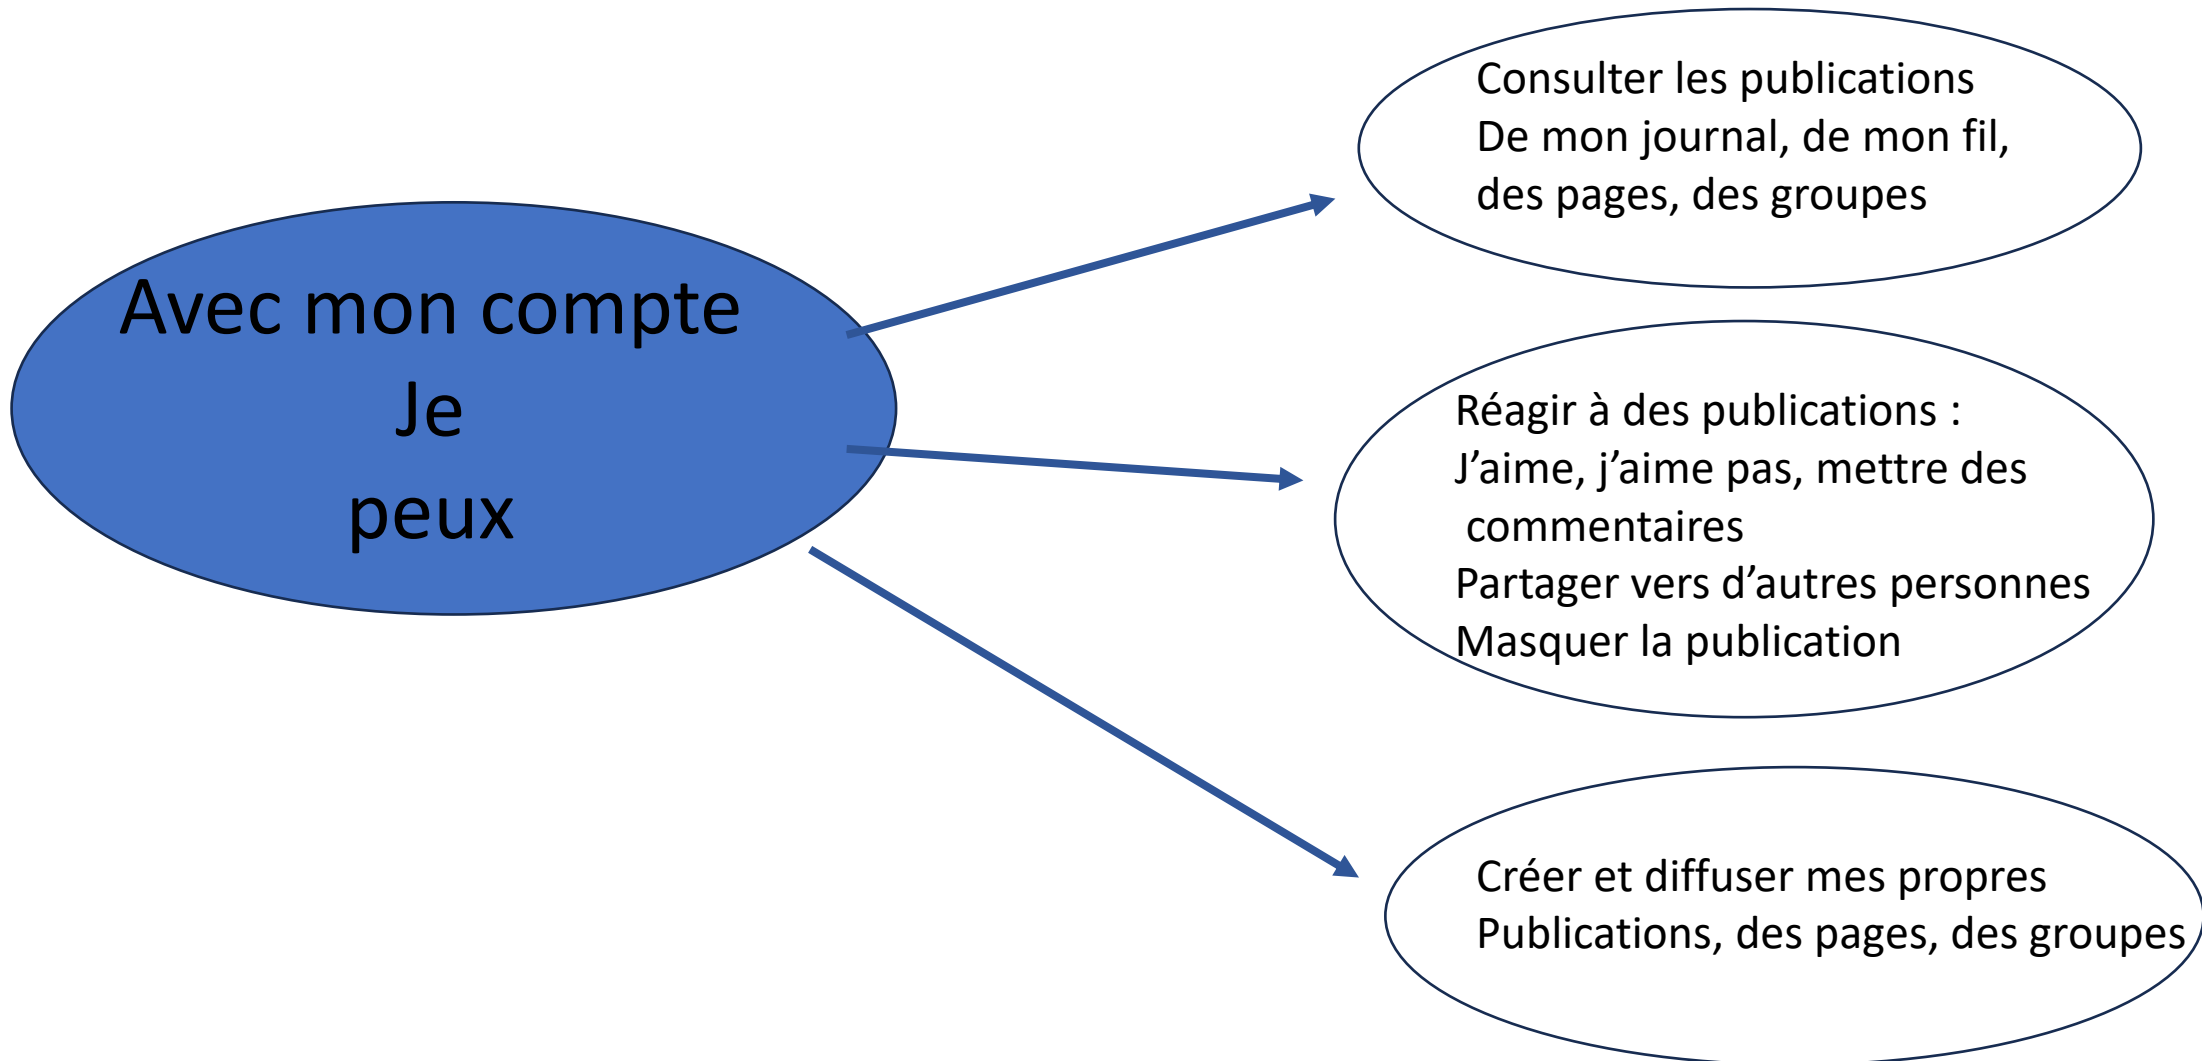 Avec mon compte
Je
peux
Consulter les publications
De mon journal, de mon fil,
des pages, des groupes
Réagir à des publications :
J’aime, j’aime pas, mettre des
commentaires
Partager vers d’autres personnes
Masquer la publication
Créer et diffuser mes propres
Publications, des pages, des groupes